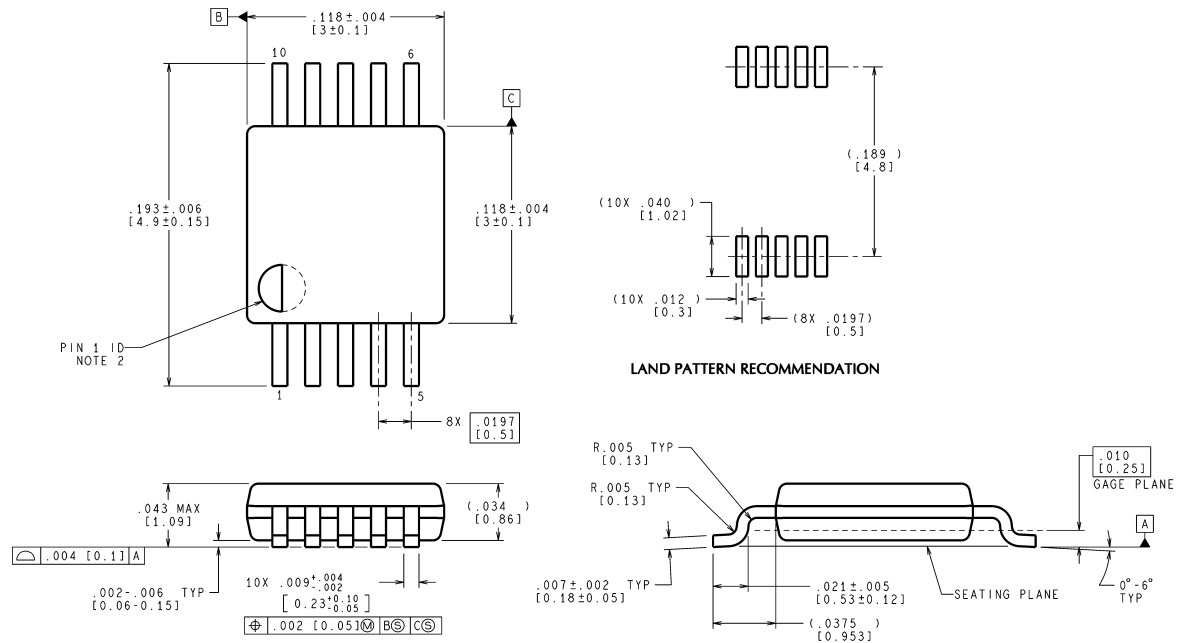 B
.118±.004
[3±0.1]
10
6
C
.193±.006
[4.9±0.15]
.118±.004
[3±0.1]
PIN 1 ID
NOTE 2
1
5
8X .0197
[0.5]
(.189 )
[4.8]
(10X .040 )
[1.02]
(10X .012 )
[0.3]
(8X .0197)
[0.5]
LAND PATTERN RECOMMENDATION
.043 MAX
[1.09]
(.034 )
[0.86]
⌓ .004 [0.1] A
.002-.006 TYP
[0.06-0.15]
10X .009+.004 -.002
[0.23+0.10 -0.05]
⌖ .002 [0.05]Ⓜ BⓈ CⓈ
R.005 TYP
[0.13]
R.005 TYP
[0.13]
.010
[0.25]
GAGE PLANE
A
.007±.002 TYP
[0.18±0.05]
.021±.005
[0.53±0.12]
SEATING PLANE
0°-6°
TYP
(.0375 )
[0.953]